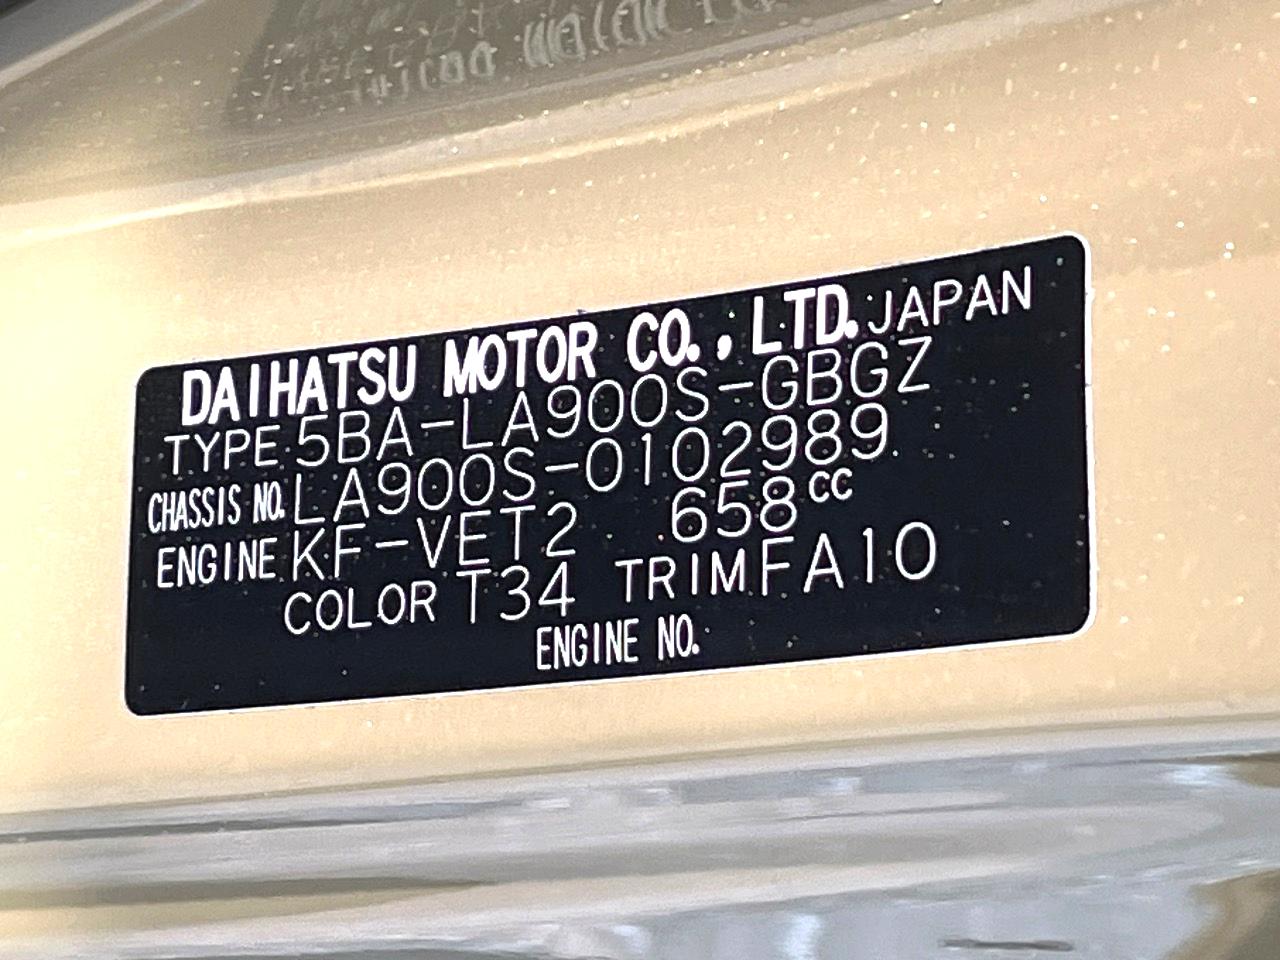 DAIHATSU MOTOR CO., LTD. JAPAN
TYPE 5BA-LA900S-GBGZ
CHASSIS NO. LA900S-0102989
ENGINE KF-VET2 658cc
COLOR T34 TRIM FA10
ENGINE NO.